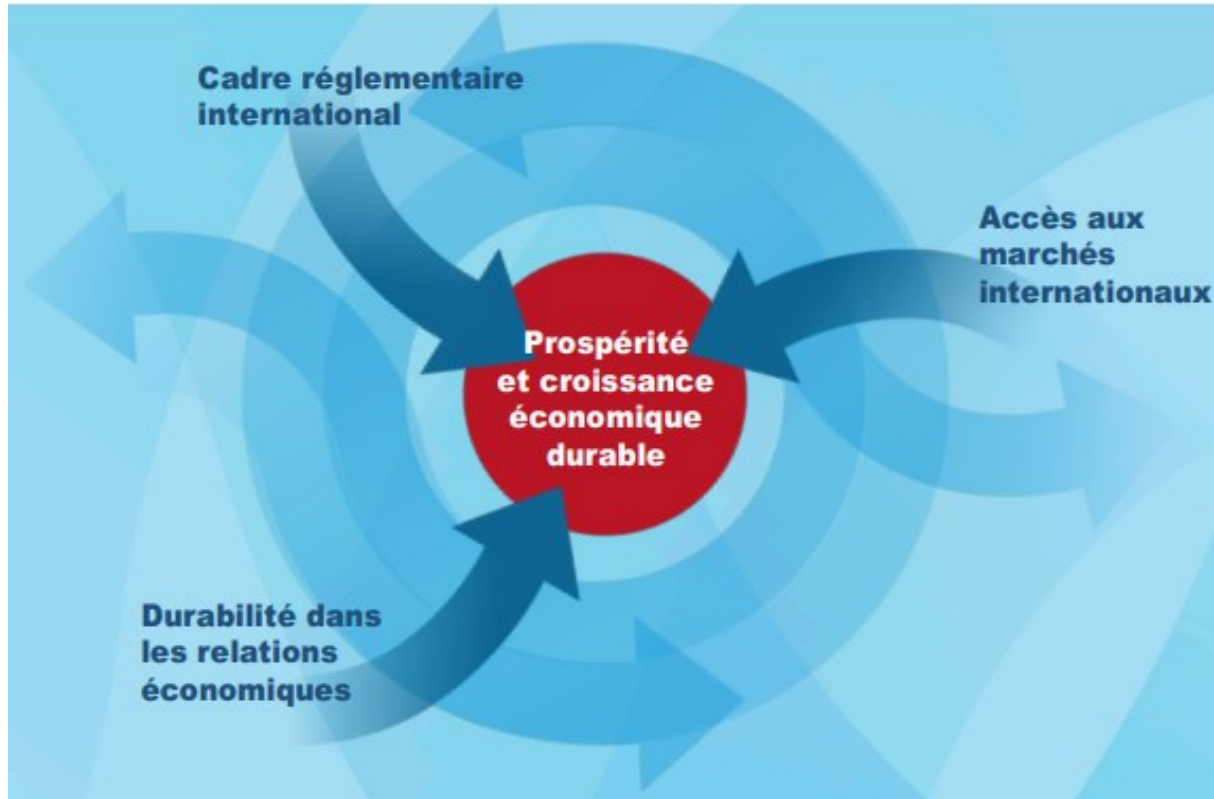 Cadre réglementaire
international
Accès aux
marchés
internationaux
Prospérité
et croissance
économique
durable
Durabilité dans
les relations
économiques